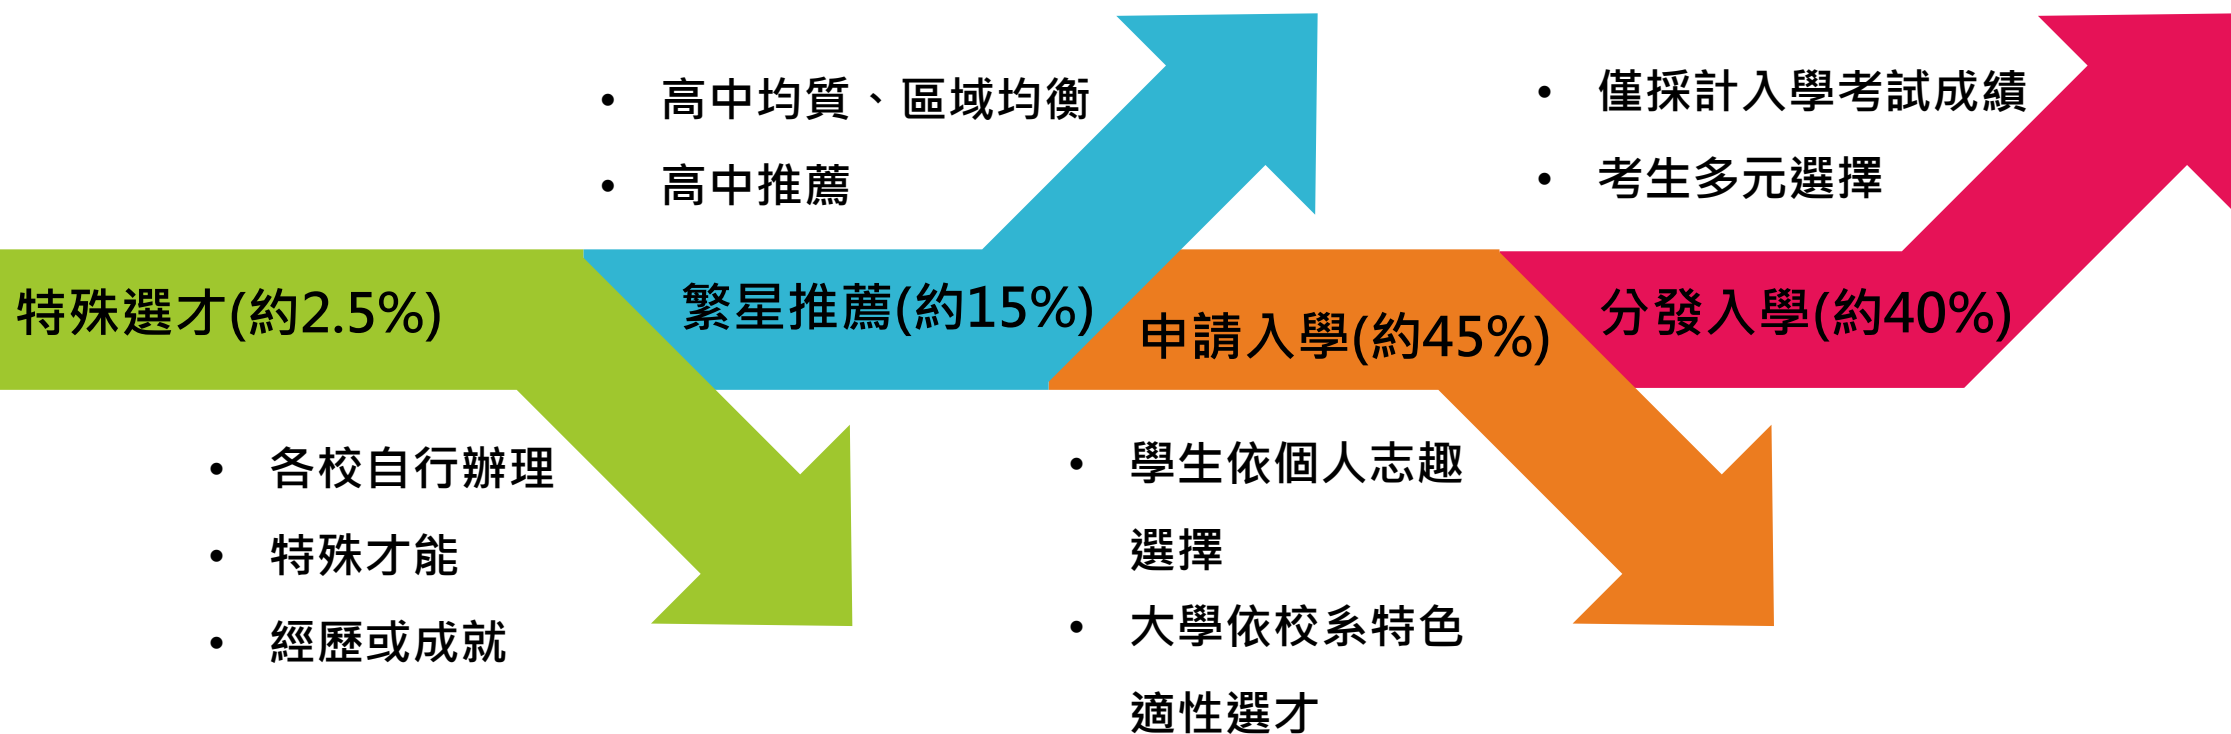 特殊選才(約2.5%)
• 各校自行辦理
• 特殊才能
• 經歷或成就
• 高中均質、區域均衡
• 高中推薦
繁星推薦(約15%)
申請入學(約45%)
• 學生依個人志趣
選擇
• 大學依校系特色
適性選才
• 僅採計入學考試成績
• 考生多元選擇
分發入學(約40%)